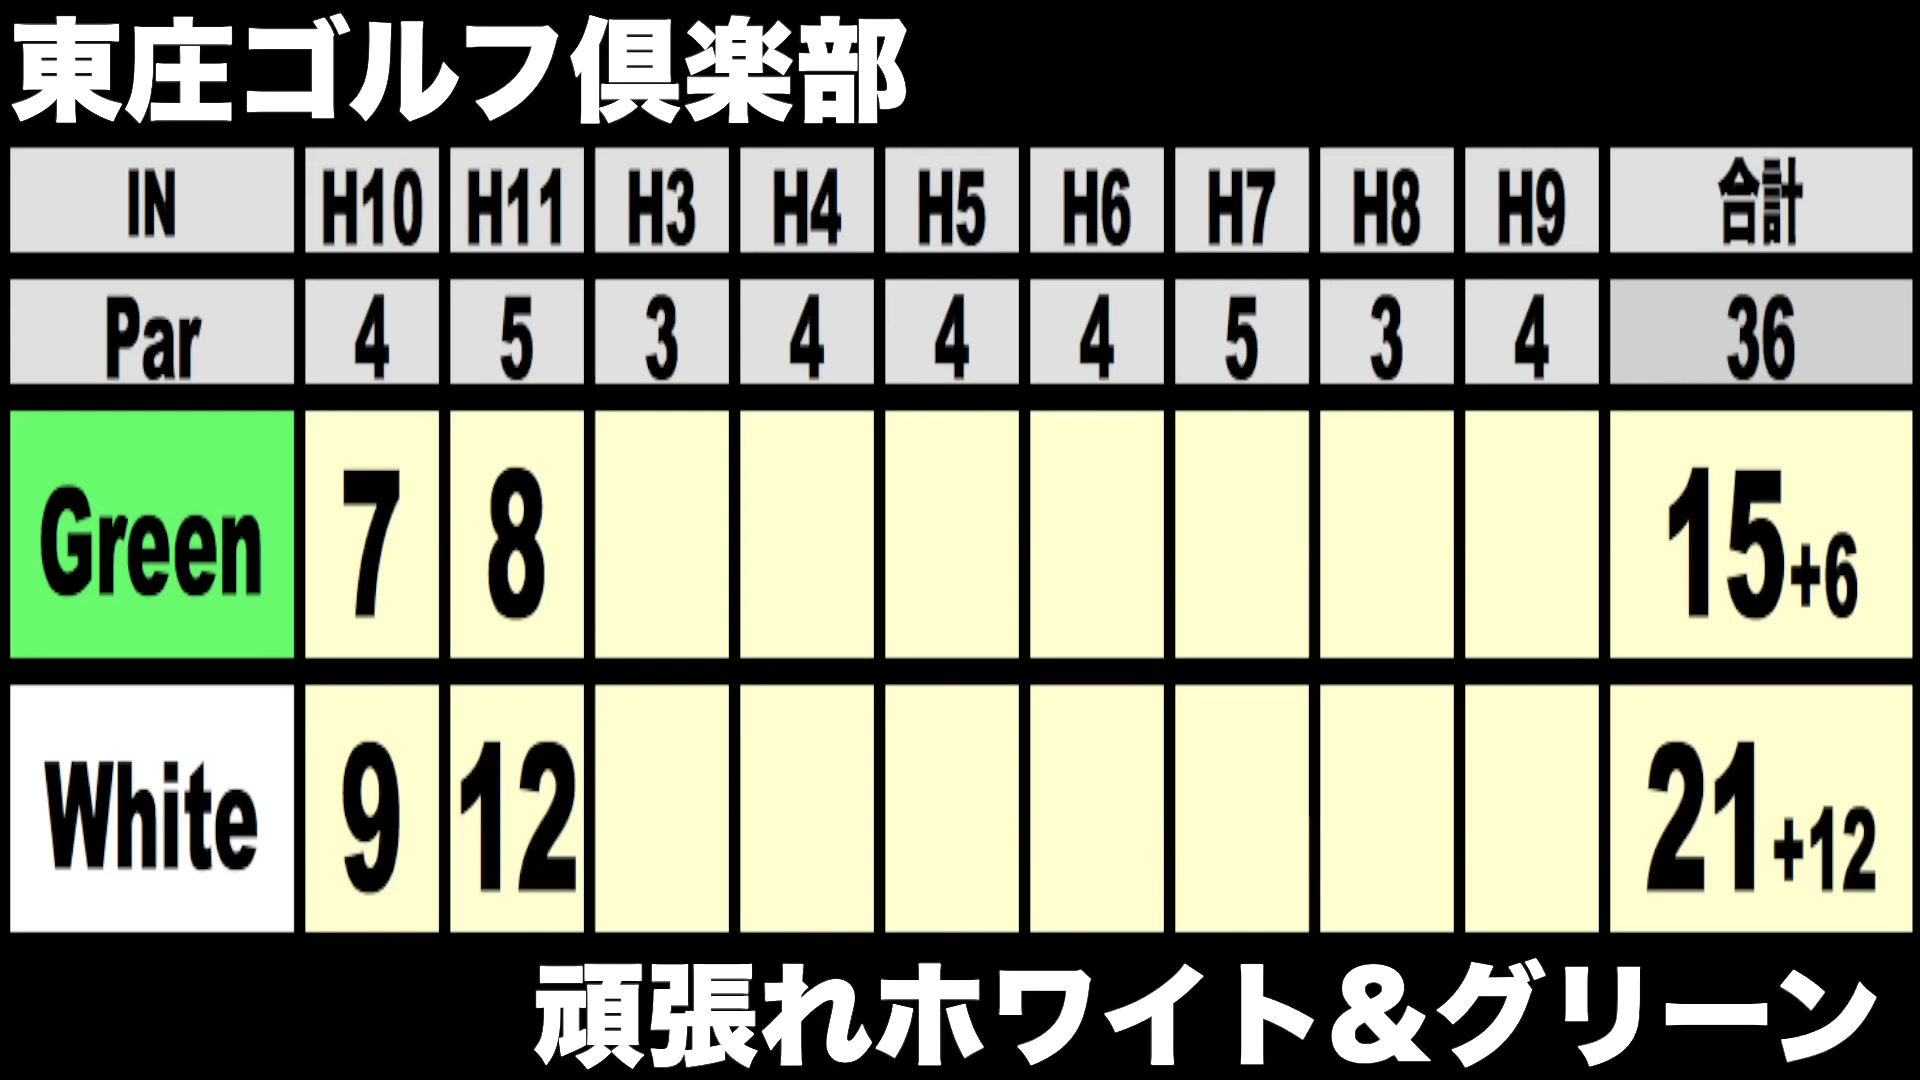 東庄ゴルフ倶楽部
IN H10 H11 H3 H4 H5 H6 H7 H8 H9 合計
Par 4 5 3 4 4 4 5 3 4 36
Green 7 8 15+6
White 9 12 21+12
頑張れホワイト&グリーン